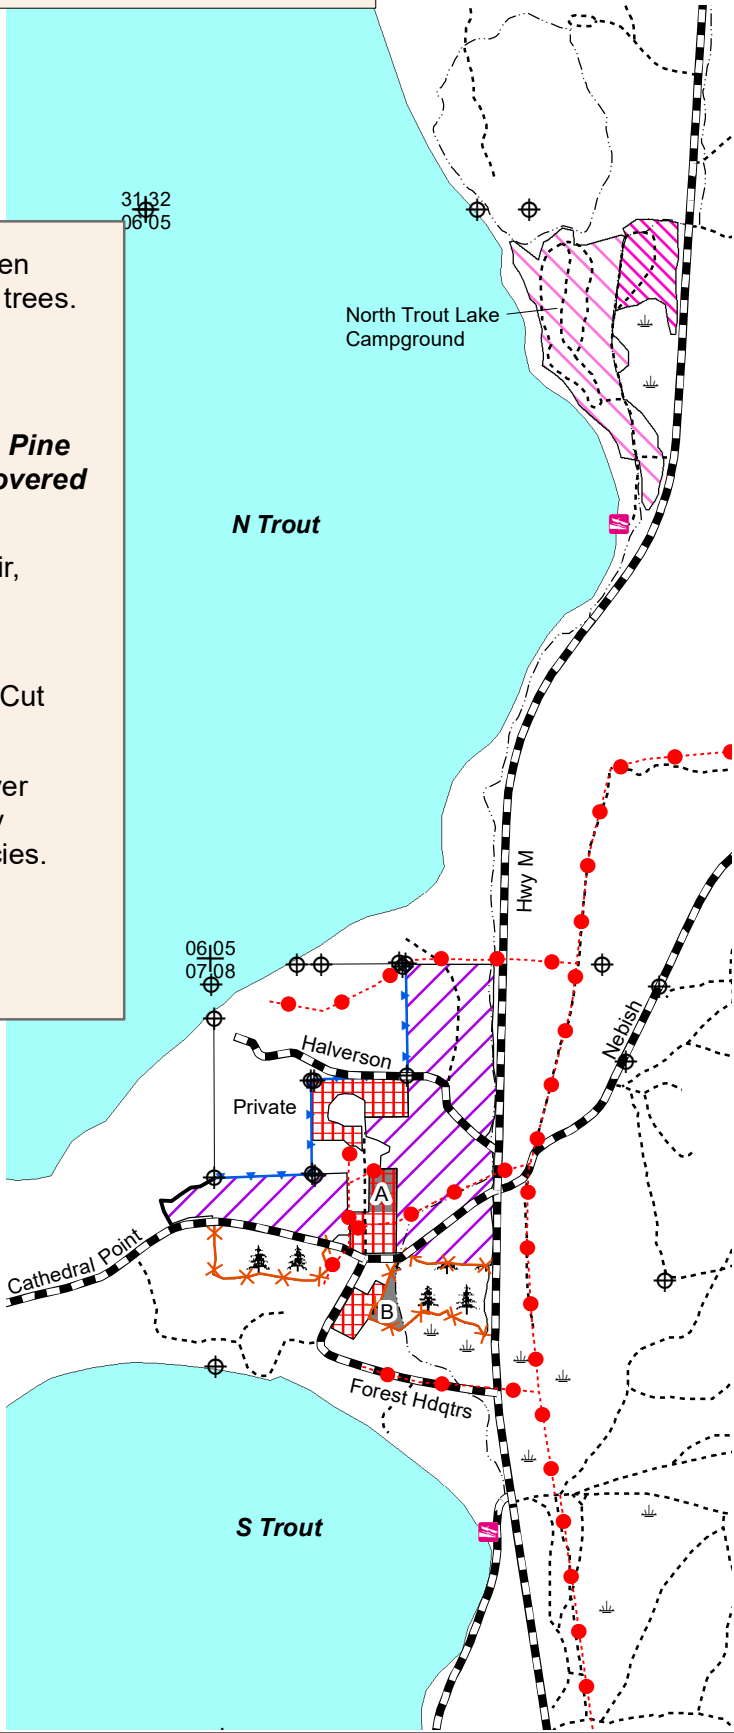 31 32
06 05
en
trees.
Pine
overed
ir,
Cut
ver
y
cies.
North Trout Lake
Campground
N Trout
Hwy M
06 05
07 08
Nebish
Halverson
Private
A
Cathedral Point
B
Forest Hdqtrs
S Trout